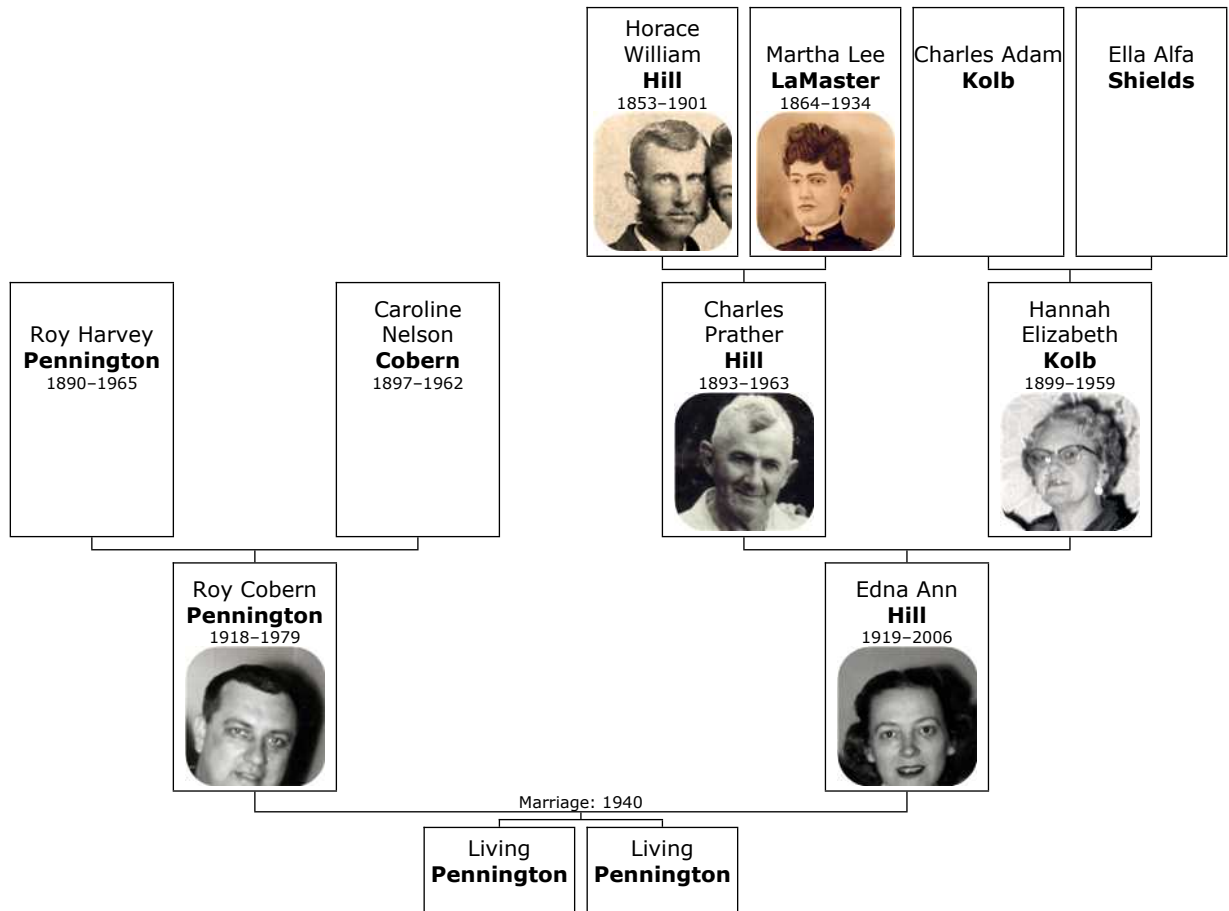 Horace
William
Hill
1853–1901
Martha Lee
LaMaster
1864–1934
Charles Adam
Kolb
Ella Alfa
Shields
Roy Harvey
Pennington
1890–1965
Caroline
Nelson
Cobern
1897–1962
Charles
Prather
Hill
1893–1963
Hannah
Elizabeth
Kolb
1899–1959
Roy Cobern
Pennington
1918–1979
Edna Ann
Hill
1919–2006
Marriage: 1940
Living
Pennington
Living
Pennington